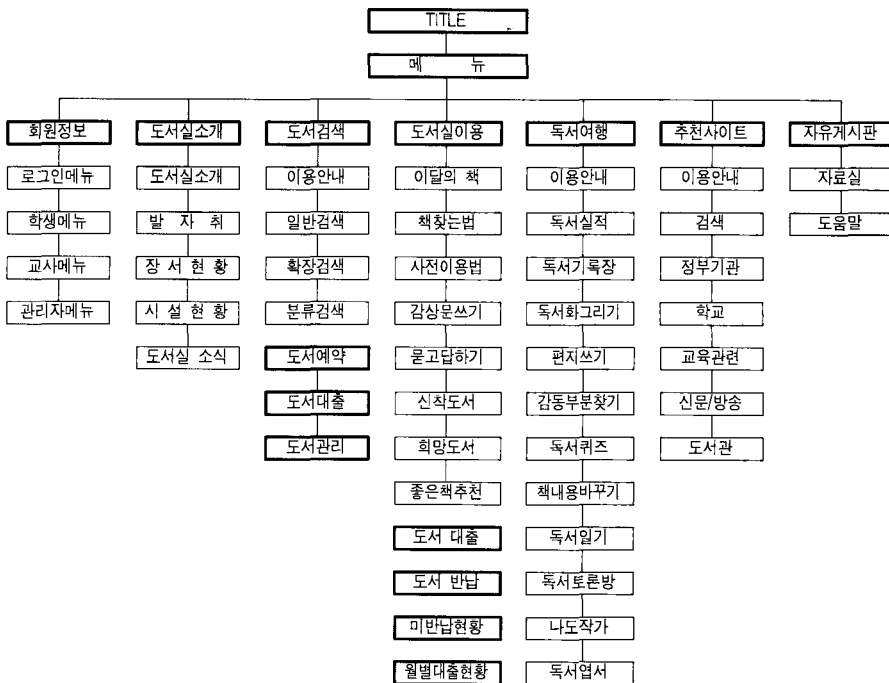 TITLE
메 뉴
회원정보 도서실소개 도서검색 도서실이용 독서여행 추천사이트 자유게시판
로그인메뉴 도서실소개 이용안내 이달의 책 이용안내 이용안내 자료실
학생메뉴 발 자 취 일반검색 책찾는법 독서실적 검색 도움말
교사메뉴 장 서 현 황 확장검색 사전이용법 독서기록장 정부기관
관리자메뉴 시 설 현 황 분류검색 감상문쓰기 독서화그리기 학교
도서실 소식 도서예약 묻고답하기 편지쓰기 교육관련
도서대출 신착도서 감동부분찾기 신문/방송
도서관리 희망도서 독서퀴즈 도서관
좋은책추천 책내용바꾸기
도서 대출 독서일기
도서 반납 독서토론방
미반납현황 나도작가
월별대출현황 독서엽서